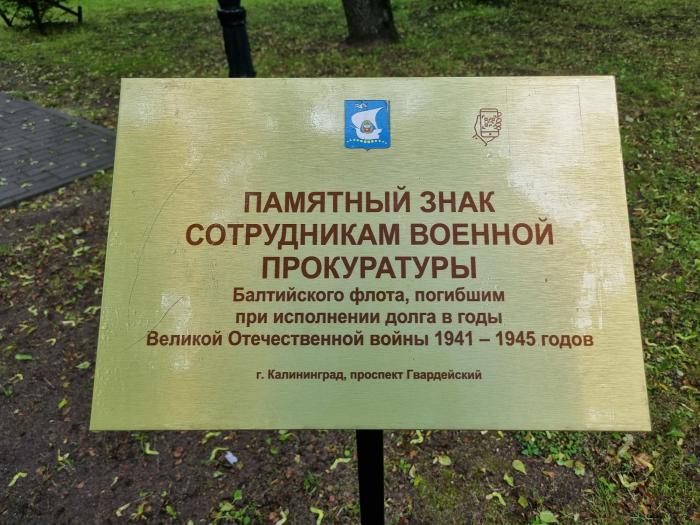 ПАМЯТНЫЙ ЗНАК
СОТРУДНИКАМ ВОЕННОЙ
ПРОКУРАТУРЫ
Балтийского флота, погибшим
при исполнении долга в годы
Великой Отечественной войны 1941 – 1945 годов
г. Калининград, проспект Гвардейский